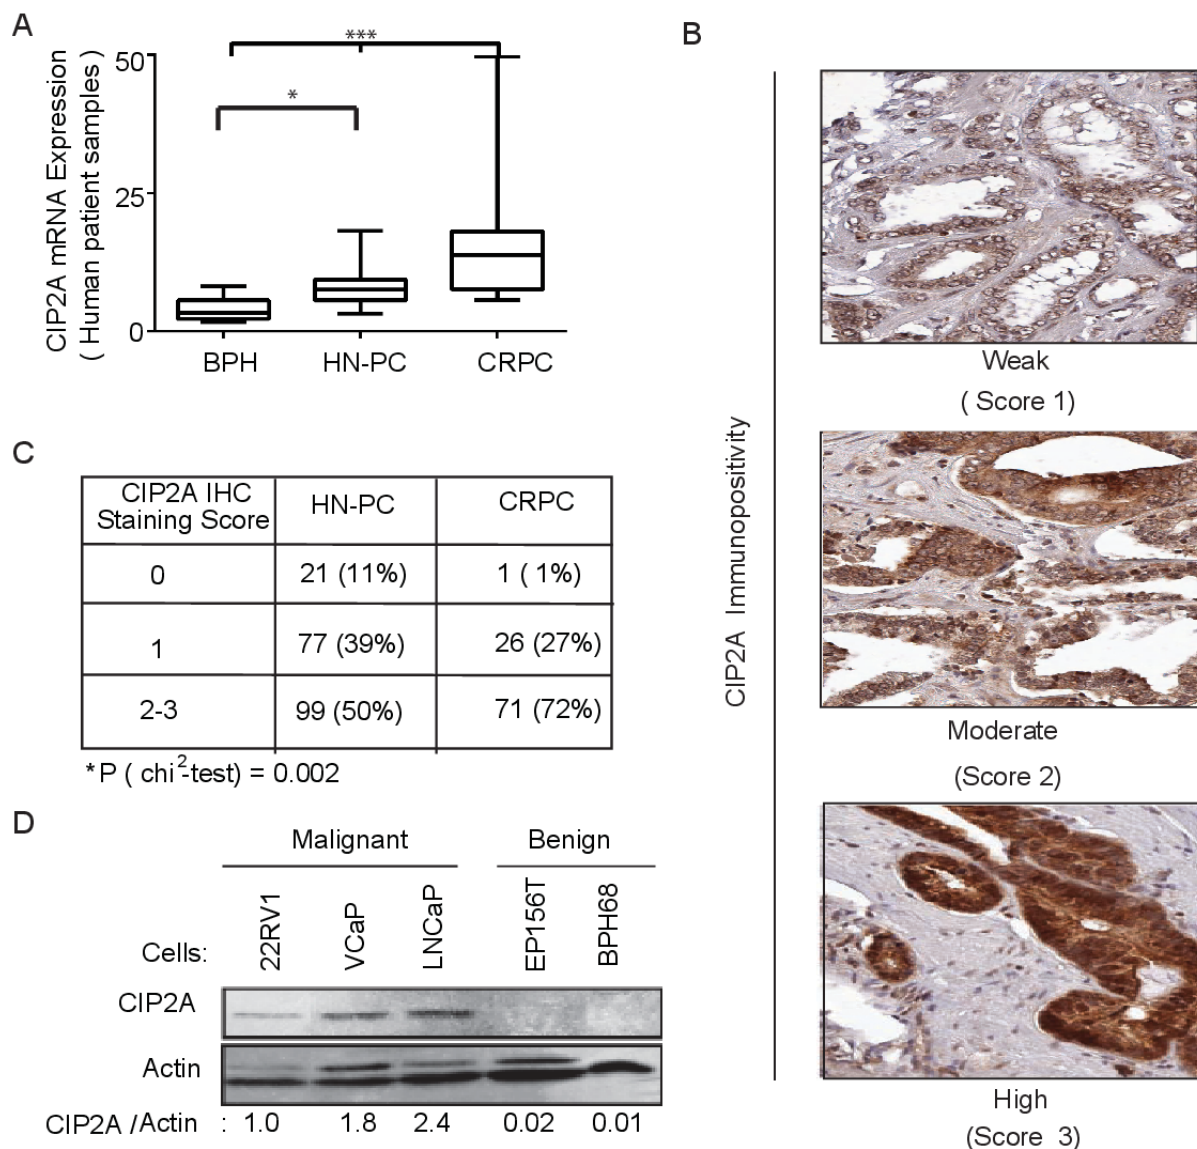 A
CIP2A mRNA Expression
( Human patient samples )
50
25
0
***
*
BPH
HN-PC
CRPC
B
CIP2A Immunopositivity
Weak
( Score 1)
Moderate
(Score 2)
High
(Score 3)
C
CIP2A IHC
Staining Score
HN-PC
CRPC
0
21 (11%)
1 ( 1%)
1
77 (39%)
26 (27%)
2-3
99 (50%)
71 (72%)
*P ( chi²-test) = 0.002
D
Malignant
Benign
Cells:
22RV1
VCaP
LNCaP
EP156T
BPH68
CIP2A
Actin
CIP2A /Actin : 1.0 1.8 2.4 0.02 0.01